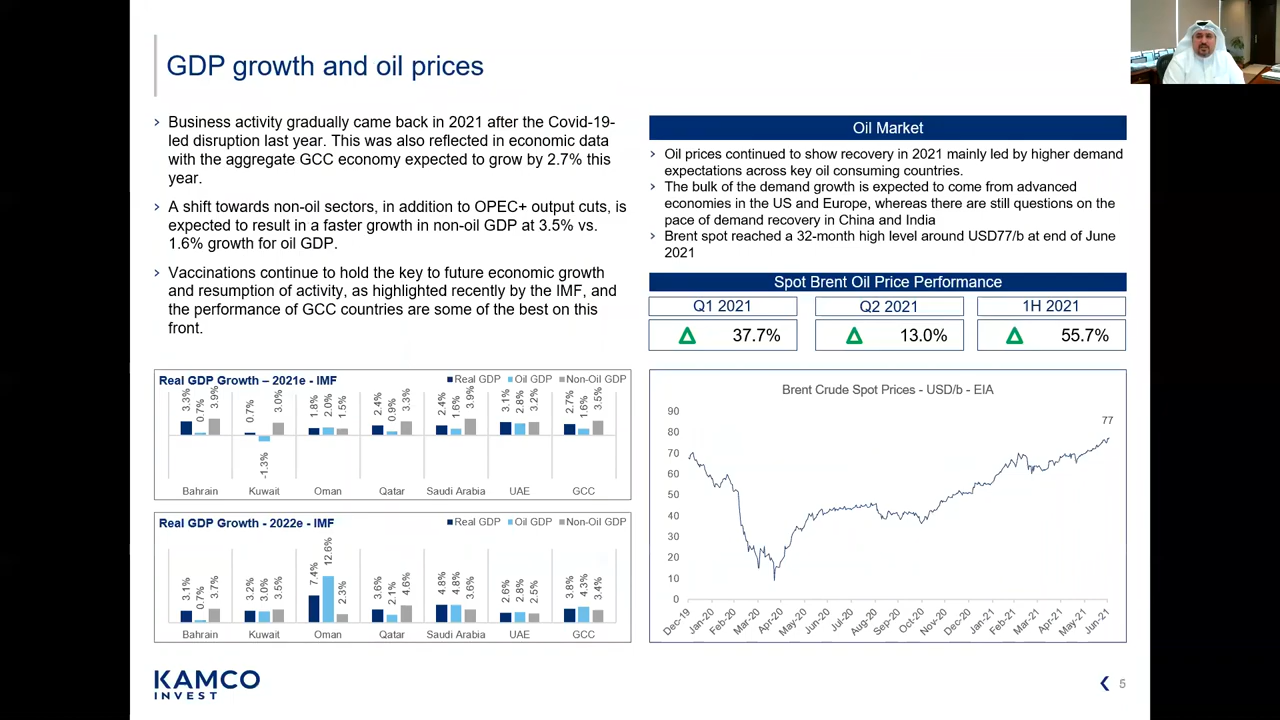 GDP growth and oil prices
Business activity gradually came back in 2021 after the Covid-19-
led disruption last year. This was also reflected in economic data
with the aggregate GCC economy expected to grow by 2.7% this
year.
A shift towards non-oil sectors, in addition to OPEC+ output cuts, is
expected to result in a faster growth in non-oil GDP at 3.5% vs.
1.6% growth for oil GDP.
Vaccinations continue to hold the key to future economic growth
and resumption of activity, as highlighted recently by the IMF, and
the performance of GCC countries are some of the best on this
front.
Oil Market
Oil prices continued to show recovery in 2021 mainly led by higher demand
expectations across key oil consuming countries.
The bulk of the demand growth is expected to come from advanced
economies in the US and Europe, whereas there are still questions on the
pace of demand recovery in China and India
Brent spot reached a 32-month high level around USD77/b at end of June
2021
Spot Brent Oil Price Performance
Q1 2021 Q2 2021 1H 2021
37.7% 13.0% 55.7%
Real GDP Growth – 2021e - IMF
Real GDP Oil GDP Non-Oil GDP
3.3% 0.7% 3.9% 0.7% -1.3% 3.0% 1.8% 2.0% 1.5% 2.4% 0.9% 3.3% 2.4% 1.6% 3.9% 3.1% 2.8% 3.2% 2.7% 1.6% 3.5%
Bahrain Kuwait Oman Qatar Saudi Arabia UAE GCC
Real GDP Growth - 2022e - IMF
Real GDP Oil GDP Non-Oil GDP
3.1% 0.7% 3.7% 3.2% 3.0% 3.5% 7.4% 12.6% 2.3% 3.6% 2.1% 4.6% 4.8% 4.8% 3.6% 2.6% 2.8% 2.5% 3.8% 4.3% 3.4%
Bahrain Kuwait Oman Qatar Saudi Arabia UAE GCC
Brent Crude Spot Prices - USD/b - EIA
90
80
70
60
50
40
30
20
10
0
77
Dec-19 Jan-20 Feb-20 Mar-20 Apr-20 May-20 Jun-20 Jul-20 Aug-20 Sep-20 Oct-20 Nov-20 Dec-20 Jan-21 Feb-21 Mar-21 Apr-21 May-21 Jun-21
KAMCO
INVEST
5